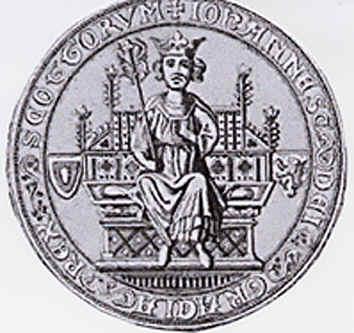 ✠ IOHANNES DEI GRACIA REX SCOTTORVM